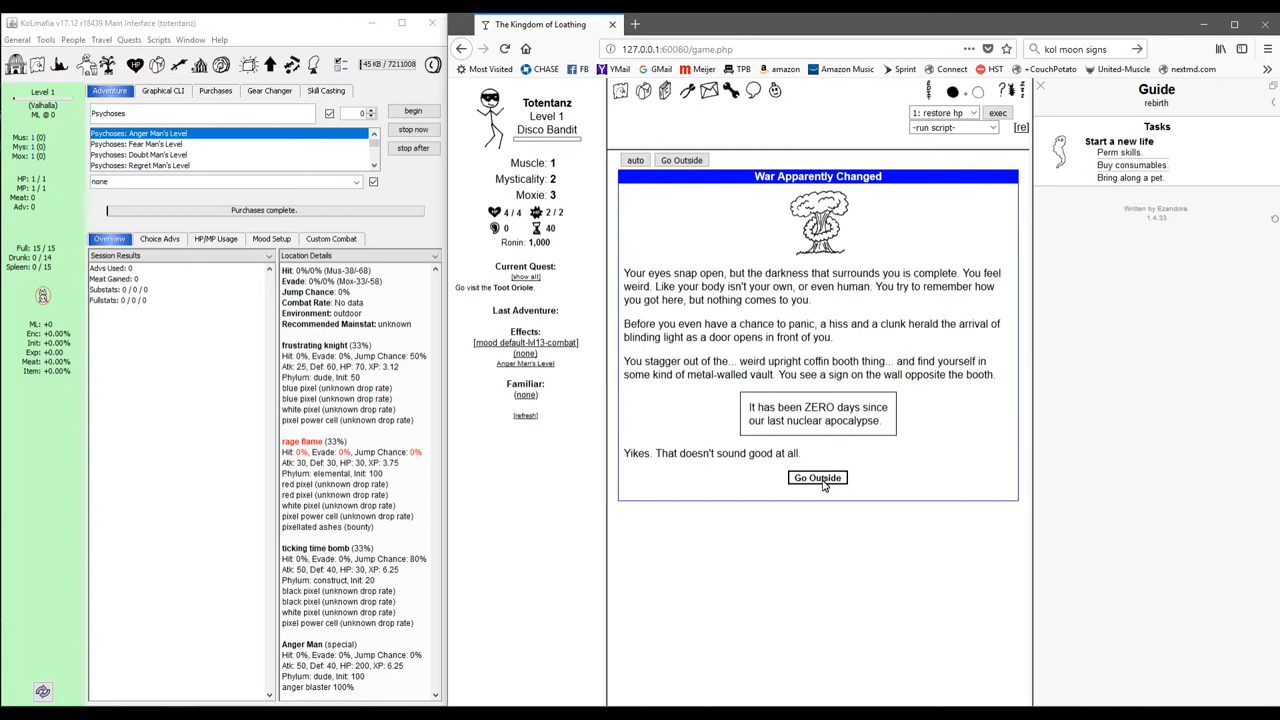 KoLmafia v17.12 r18439 Main Interface (totentanz)
General Tools People Travel Quests Scripts Window Help
45 KB / 7211008
Level 1
(Valhalla)
ML @ 0
Mus: 1 (0)
Mys: 1 (0)
Mox: 1 (0)
HP: 1 / 1
MP: 1 / 1
Meat: 0
Adv: 0
Full: 15 / 15
Drunk: 0 / 14
Spleen: 0 / 15
ML: +0
Enc: +0.00%
Init: +0.00%
Exp: +0.00
Meat: +0.00%
Item: +0.00%
Adventure Graphical CLI Purchases Gear Changer Skill Casting
Psychoses
0
begin
stop now
stop after
Psychoses: Anger Man's Level
Psychoses: Fear Man's Level
Psychoses: Doubt Man's Level
Psychoses: Regret Man's Level
none
Purchases complete.
Overview Choice Advs HP/MP Usage Mood Setup Custom Combat
Session Results
Advs Used: 0
Meat Gained: 0
Substats: 0 / 0 / 0
Fullstats: 0 / 0 / 0
Location Details
Hit: 0%/0% (Mus-38/-68)
Evade: 0%/0% (Mox-33/-58)
Jump Chance: 0%
Combat Rate: No data
Environment: outdoor
Recommended Mainstat: unknown
frustrating knight (33%)
Hit: 0%, Evade: 0%, Jump Chance: 50%
Atk: 25, Def: 60, HP: 70, XP: 3.12
Phylum: dude, Init: 50
blue pixel (unknown drop rate)
blue pixel (unknown drop rate)
white pixel (unknown drop rate)
pixel power cell (unknown drop rate)
rage flame (33%)
Hit: 0%, Evade: 0%, Jump Chance: 0%
Atk: 30, Def: 30, HP: 30, XP: 3.75
Phylum: elemental, Init: 100
red pixel (unknown drop rate)
red pixel (unknown drop rate)
white pixel (unknown drop rate)
pixel power cell (unknown drop rate)
pixellated ashes (bounty)
ticking time bomb (33%)
Hit: 0%, Evade: 0%, Jump Chance: 80%
Atk: 50, Def: 40, HP: 30, XP: 6.25
Phylum: construct, Init: 20
black pixel (unknown drop rate)
black pixel (unknown drop rate)
white pixel (unknown drop rate)
pixel power cell (unknown drop rate)
Anger Man (special)
Hit: 0%, Evade: 0%, Jump Chance: 0%
Atk: 50, Def: 40, HP: 200, XP: 6.25
Phylum: dude, Init: 100
anger blaster 100%
The Kingdom of Loathing
127.0.0.1:60080/game.php
kol moon signs
Most Visited CHASE FB YMail GMail Meijer TPB amazon Amazon Music Sprint Connect HST +CouchPotato United-Muscle nextmd.com
Totentanz
Level 1
Disco Bandit
Muscle: 1
Mysticality: 2
Moxie: 3
4 / 4 2 / 2
0 40
Ronin: 1,000
Current Quest:
[show all]
Go visit the Toot Oriole.
Last Adventure:
Effects:
[mood default-lvl13-combat]
(none)
Anger Man's Level
Familiar:
(none)
[refresh]
1: restore hp exec
-run script- [re]
auto Go Outside
War Apparently Changed
Your eyes snap open, but the darkness that surrounds you is complete. You feel
weird. Like your body isn't your own, or even human. You try to remember how
you got here, but nothing comes to you.
Before you even have a chance to panic, a hiss and a clunk herald the arrival of
blinding light as a door opens in front of you.
You stagger out of the... weird upright coffin booth thing... and find yourself in
some kind of metal-walled vault. You see a sign on the wall opposite the booth.
It has been ZERO days since
our last nuclear apocalypse.
Yikes. That doesn't sound good at all.
Go Outside
Guide
rebirth
Tasks
Start a new life
Perm skills.
Buy consumables.
Bring along a pet.
Written by Ezandora.
1.4.33